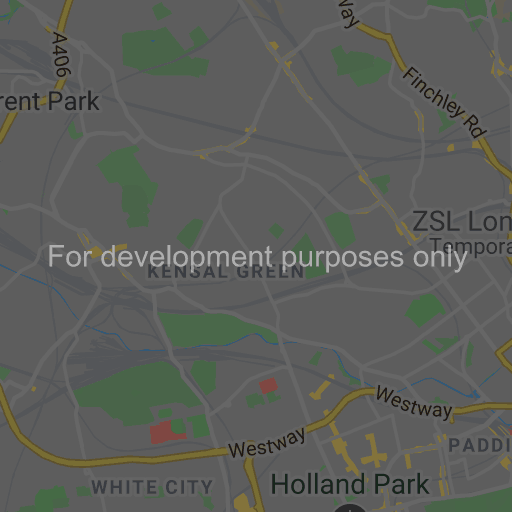 Way
A406
rent Park
Finchley Rd
ZSL Lon
Tempora
For development purposes only
KENSAL GREEN
Westway
Westway
PADDI
WHITE CITY
Holland Park